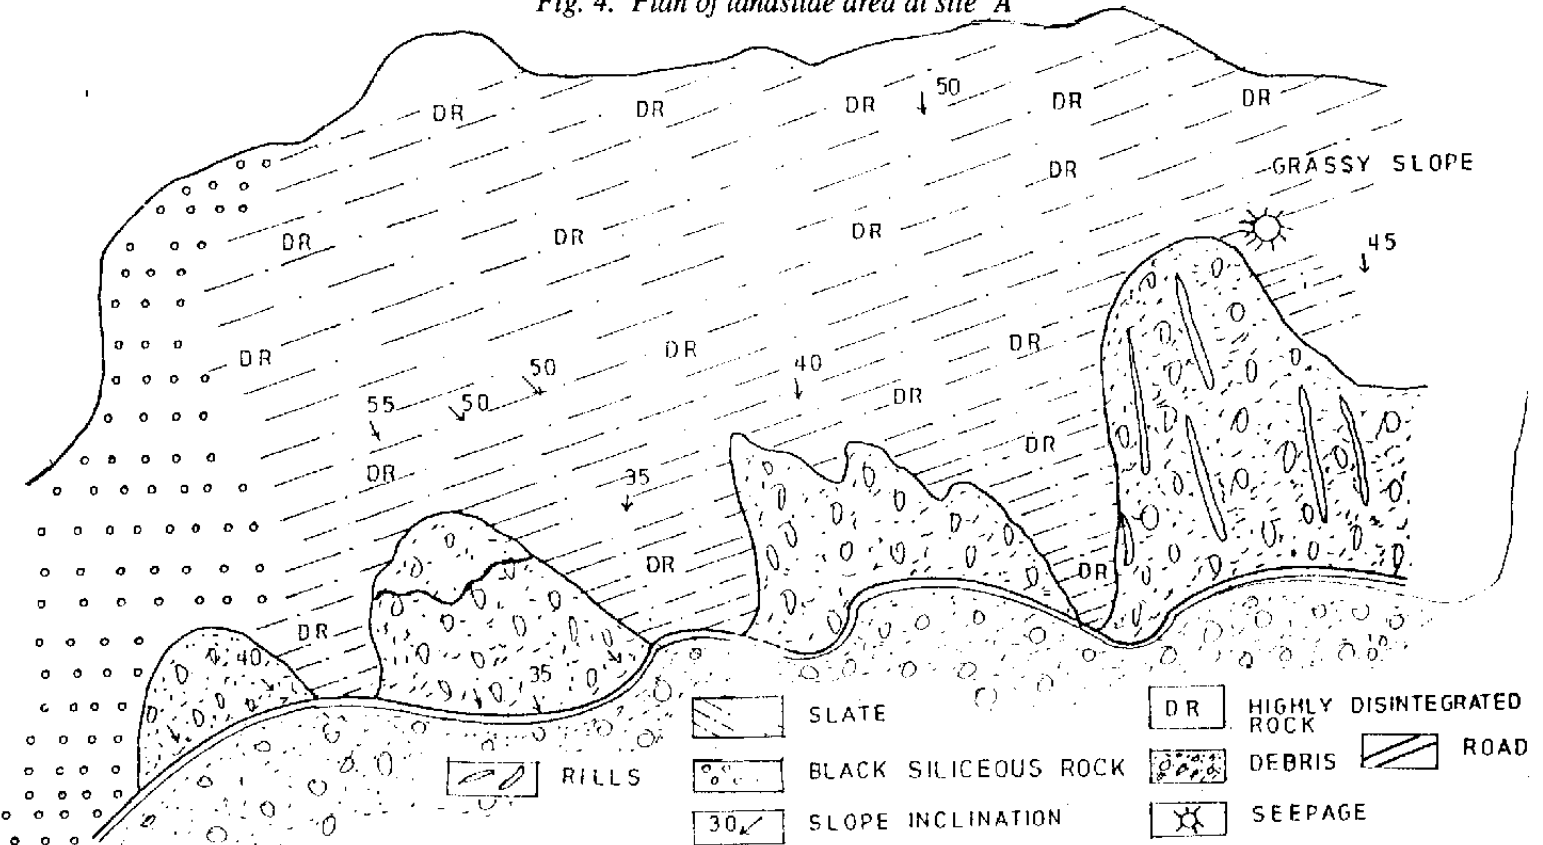 Fig. 4. Plan of landslide area at site 'A'
50
DR DR DR DR DR
DR
GRASSY SLOPE
DR DR DR
45
DR DR DR
50
40
55 50
DR
DR
DR
35
DR
DR
DR
40
35
SLATE
DR HIGHLY DISINTEGRATED
ROCK
RILLS
BLACK SILICEOUS ROCK
DEBRIS
ROAD
30 SLOPE INCLINATION
SEEPAGE